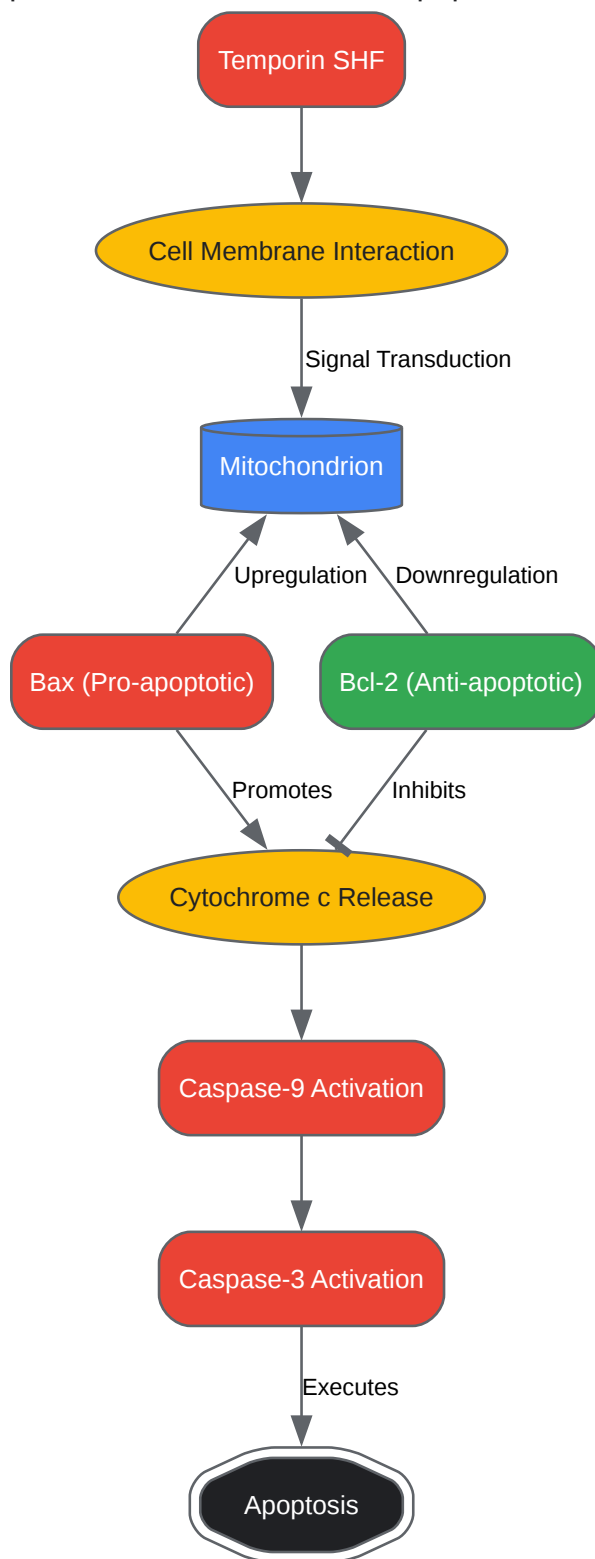 Temporin SHF
Cell Membrane Interaction
Signal Transduction
Mitochondrion
Upregulation
Downregulation
Bax (Pro-apoptotic)
Bcl-2 (Anti-apoptotic)
Promotes
Inhibits
Cytochrome c Release
Caspase-9 Activation
Caspase-3 Activation
Executes
Apoptosis